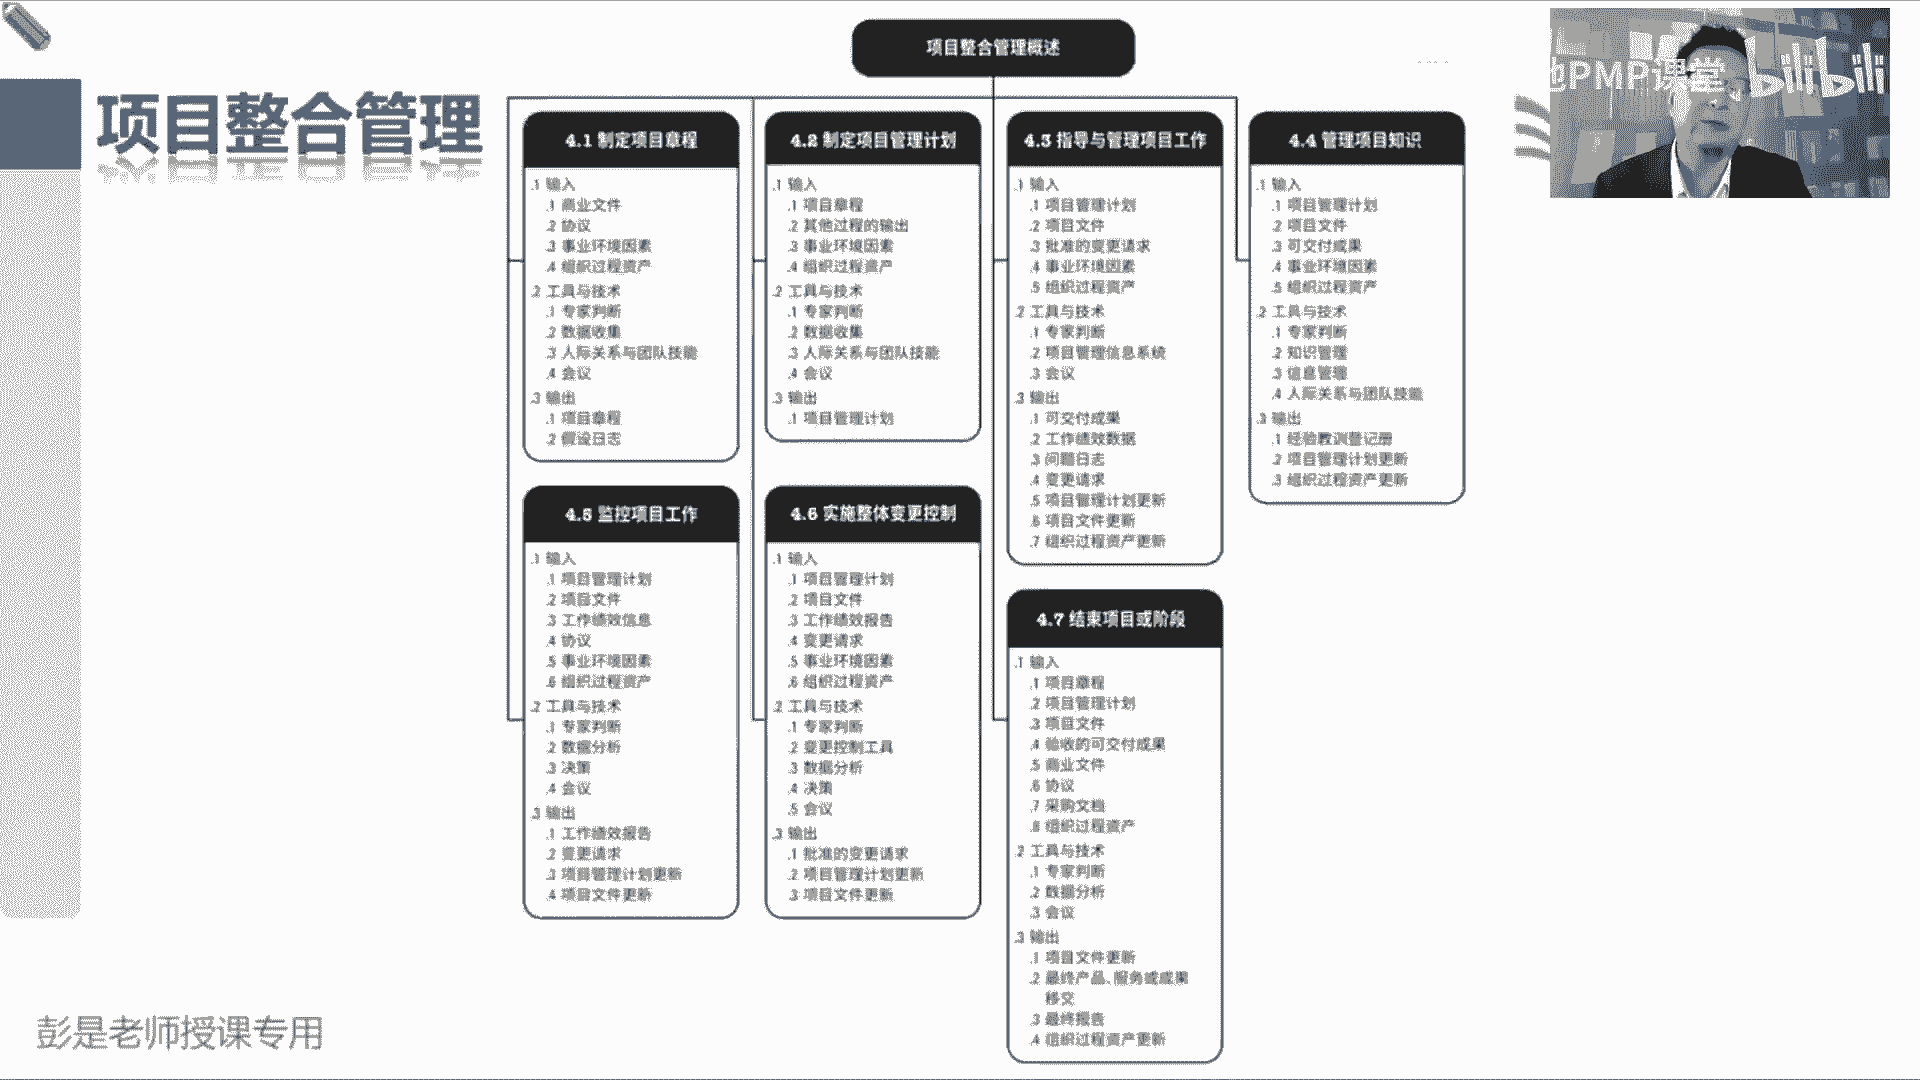 项目整合管理概述
项目整合管理
池PMP课堂
bilibili
4.1 制定项目章程
.1 输入
.1 商业文件
.2 协议
.3 事业环境因素
.4 组织过程资产
.2 工具与技术
.1 专家判断
.2 数据收集
.3 人际关系与团队技能
.4 会议
.3 输出
.1 项目章程
.2 假设日志
4.2 制定项目管理计划
.1 输入
.1 项目章程
.2 其他过程的输出
.3 事业环境因素
.4 组织过程资产
.2 工具与技术
.1 专家判断
.2 数据收集
.3 人际关系与团队技能
.4 会议
.3 输出
.1 项目管理计划
4.3 指导与管理项目工作
.1 输入
.1 项目管理计划
.2 项目文件
.3 批准的变更请求
.4 事业环境因素
.5 组织过程资产
.2 工具与技术
.1 专家判断
.2 项目管理信息系统
.3 会议
.3 输出
.1 可交付成果
.2 工作绩效数据
.3 问题日志
.4 变更请求
.5 项目管理计划更新
.6 项目文件更新
.7 组织过程资产更新
4.4 管理项目知识
.1 输入
.1 项目管理计划
.2 项目文件
.3 可交付成果
.4 事业环境因素
.5 组织过程资产
.2 工具与技术
.1 专家判断
.2 知识管理
.3 信息管理
.4 人际关系与团队技能
.3 输出
.1 经验教训登记册
.2 项目管理计划更新
.3 组织过程资产更新
4.5 监控项目工作
.1 输入
.1 项目管理计划
.2 项目文件
.3 工作绩效信息
.4 协议
.5 事业环境因素
.6 组织过程资产
.2 工具与技术
.1 专家判断
.2 数据分析
.3 决策
.4 会议
.3 输出
.1 工作绩效报告
.2 变更请求
.3 项目管理计划更新
.4 项目文件更新
4.6 实施整体变更控制
.1 输入
.1 项目管理计划
.2 项目文件
.3 工作绩效报告
.4 变更请求
.5 事业环境因素
.6 组织过程资产
.2 工具与技术
.1 专家判断
.2 变更控制工具
.3 数据分析
.4 决策
.5 会议
.3 输出
.1 批准的变更请求
.2 项目管理计划更新
.3 项目文件更新
4.7 结束项目或阶段
.1 输入
.1 项目章程
.2 项目管理计划
.3 项目文件
.4 验收的可交付成果
.5 商业文件
.6 协议
.7 采购文档
.8 组织过程资产
.2 工具与技术
.1 专家判断
.2 数据分析
.3 会议
.3 输出
.1 项目文件更新
.2 最终产品、服务或成果
移交
.3 最终报告
.4 组织过程资产更新
彭是老师授课专用